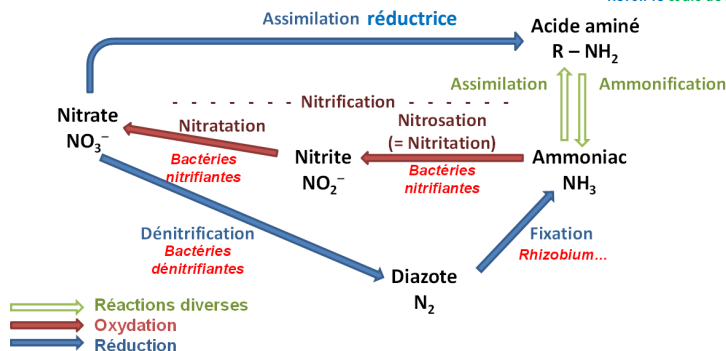 Assimilation réductrice
Acide aminé
R – NH₂
Assimilation
Ammonification
- - - - - - Nitrification - - - - - -
Nitrate
NO₃⁻
Nitratation
Bactéries
nitrifiantes
Nitrite
NO₂⁻
Nitrosation
(= Nitritation)
Bactéries
nitrifiantes
Ammoniac
NH₃
Dénitrification
Bactéries
dénitrifiantes
Diazote
N₂
Fixation
Rhizobium...
Réactions diverses
Oxydation
Réduction